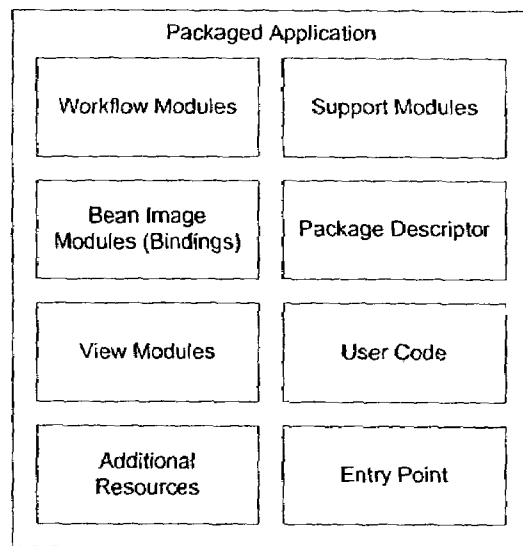 Packaged Application
Workflow Modules
Support Modules
Bean Image
Modules (Bindings)
Package Descriptor
View Modules
User Code
Additional
Resources
Entry Point